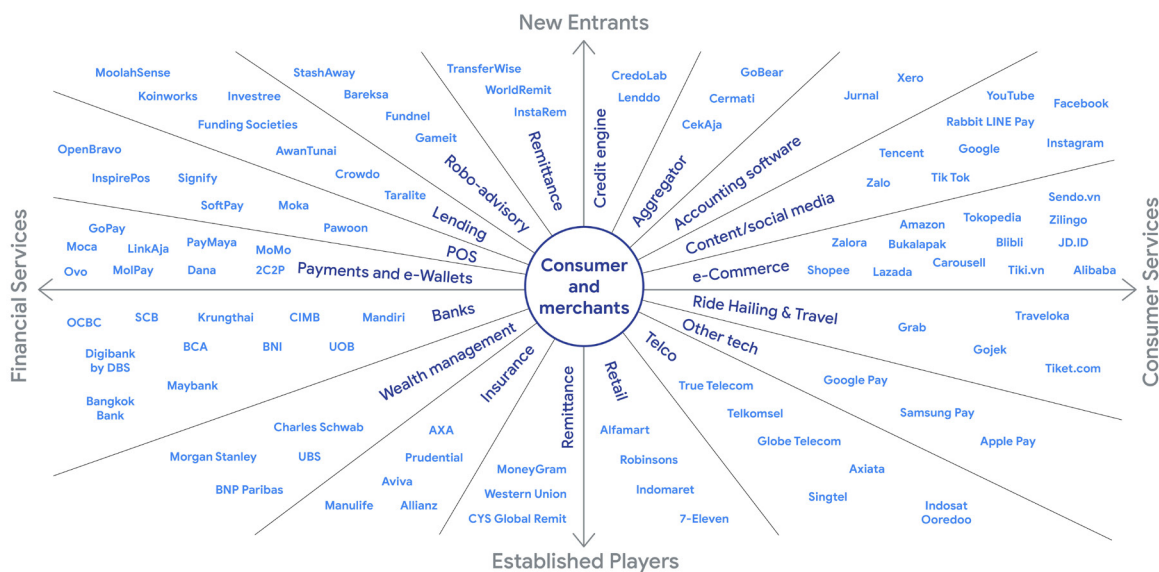 New Entrants
MoolahSense
Koinworks
Investree
Funding Societies
AwanTunai
Crowdo
Taralite
Lending
StashAway
Bareksa
Fundnel
Gameit
Robo-advisory
TransferWise
WorldRemit
InstaRem
Remittance
CredoLab
Lenddo
Credit engine
GoBear
Cermati
CekAja
Aggregator
Xero
Jurnal
Accounting software
YouTube
Facebook
Rabbit LINE Pay
Instagram
Tencent
Google
Zalo
Tik Tok
Content/social media
Sendo.vn
Amazon
Tokopedia
Zilingo
Zalora
Bukalapak
Blibli
JD.ID
Shopee
Lazada
Carousell
Tiki.vn
Alibaba
e-Commerce
OpenBravo
InspirePos
Signify
SoftPay
Moka
Pawoon
POS
GoPay
Moca
LinkAja
PayMaya
MoMo
Ovo
MolPay
Dana
2C2P
Payments and e-Wallets
Consumer
and
merchants
Financial Services
Consumer Services
Banks
OCBC
SCB
Krungthai
CIMB
Mandiri
Digibank
by DBS
BCA
BNI
UOB
Maybank
Bangkok
Bank
Wealth management
Charles Schwab
Morgan Stanley
UBS
BNP Paribas
Insurance
AXA
Prudential
Aviva
Manulife
Allianz
Remittance
MoneyGram
Western Union
CYS Global Remit
Retail
Alfamart
Robinsons
Indomaret
7-Eleven
Telco
True Telecom
Telkomsel
Globe Telecom
Axiata
Singtel
Indosat
Ooredoo
Other tech
Google Pay
Samsung Pay
Apple Pay
Ride Hailing & Travel
Grab
Traveloka
Gojek
Tiket.com
Established Players